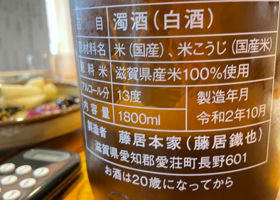 品目 濁酒(白酒)
原材料名 米(国産)、米こうじ(国産米)
原料米 滋賀県産米100%使用
アルコール分 13度 製造年月
内容量 1800ml 令和2年10月
製造者 藤居本家(藤居鐵也)
滋賀県愛知郡愛荘町長野601
お酒は20歳になってから